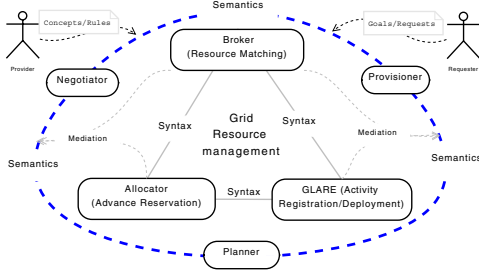 Semantics
Concepts/Rules
Goals/Requests
Broker
(Resource Matching)
Provider
Requester
Negotiator
Provisioner
Syntax
Syntax
Grid
Resource
management
Mediation
Mediation
Semantics
Semantics
Allocator
(Advance Reservation)
Syntax
GLARE (Activity
Registration/Deployment)
Planner